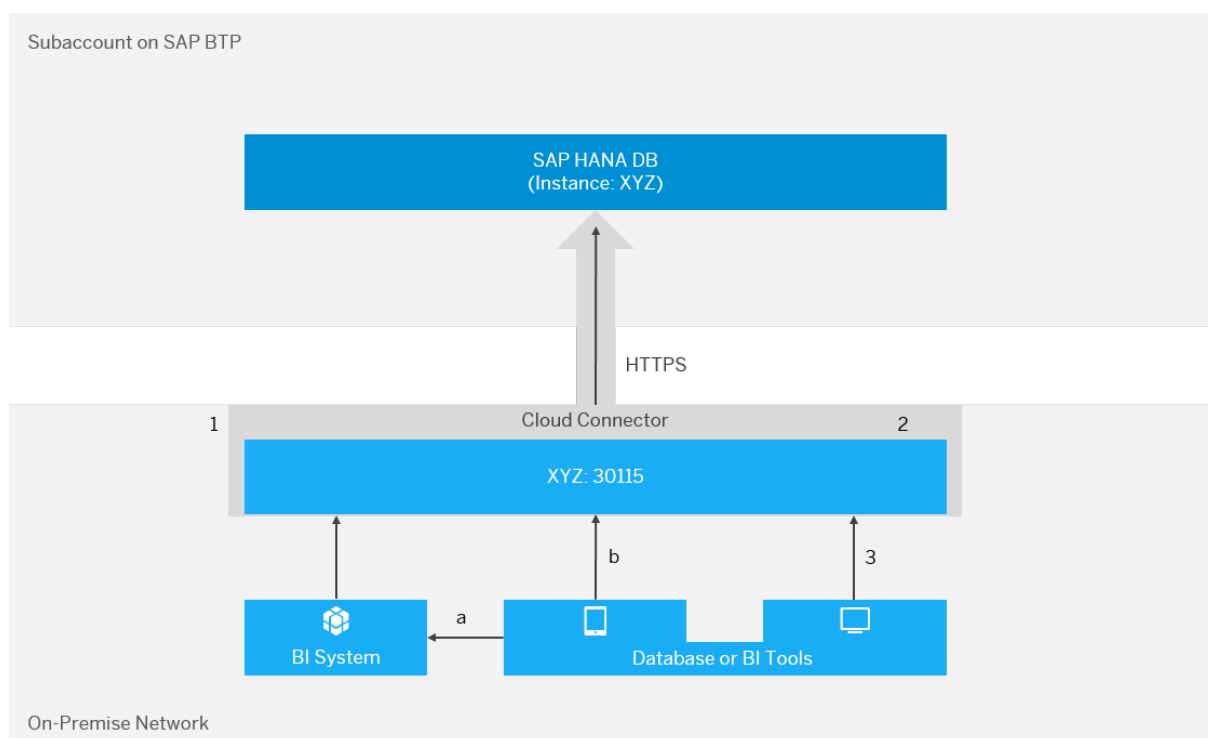 Subaccount on SAP BTP
SAP HANA DB
(Instance: XYZ)
HTTPS
1
Cloud Connector
2
XYZ: 30115
b
3
a
BI System
Database or BI Tools
On-Premise Network